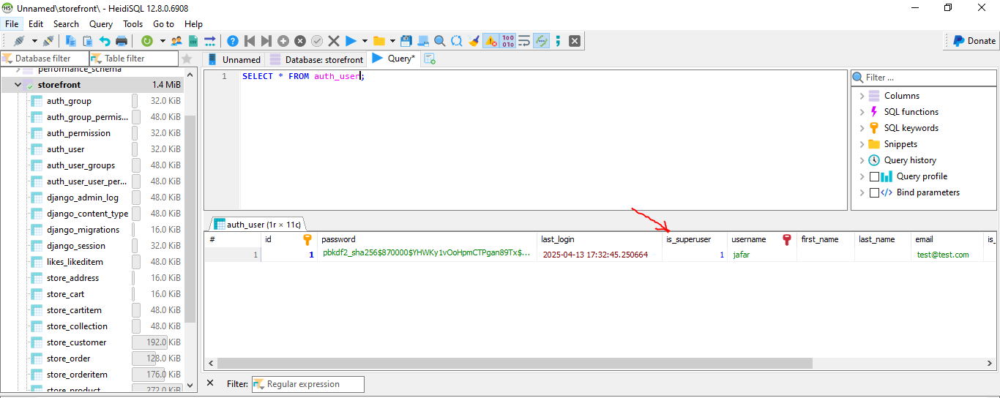 Unnamed\storefront\ - HeidiSQL 12.8.0.6908
File Edit Search Query Tools Go to Help
Donate
Database filter Table filter
Unnamed Database: storefront Query*
performance_schema
storefront 1.4 MiB
auth_group 32.0 KiB
auth_group_permis... 48.0 KiB
auth_permission 32.0 KiB
auth_user 32.0 KiB
auth_user_groups 48.0 KiB
auth_user_user_per... 48.0 KiB
django_admin_log 48.0 KiB
django_content_type 48.0 KiB
django_migrations 16.0 KiB
django_session 32.0 KiB
likes_likeditem 48.0 KiB
store_address 16.0 KiB
store_cart 16.0 KiB
store_cartitem 48.0 KiB
store_collection 48.0 KiB
store_customer 192.0 KiB
store_order 128.0 KiB
store_orderitem 176.0 KiB
store_product 272.0 KiB
1 SELECT * FROM auth_user;
Filter ...
Columns
SQL functions
SQL keywords
Snippets
Query history
Query profile
Bind parameters
auth_user (1r × 11c)
# id password last_login is_superuser username first_name last_name email is_
1 1 pbkdf2_sha256$870000$YHWKy1vOoHpmCTPgan89Tx$... 2025-04-13 17:32:45.250664 1 jafar test@test.com
Filter: Regular expression